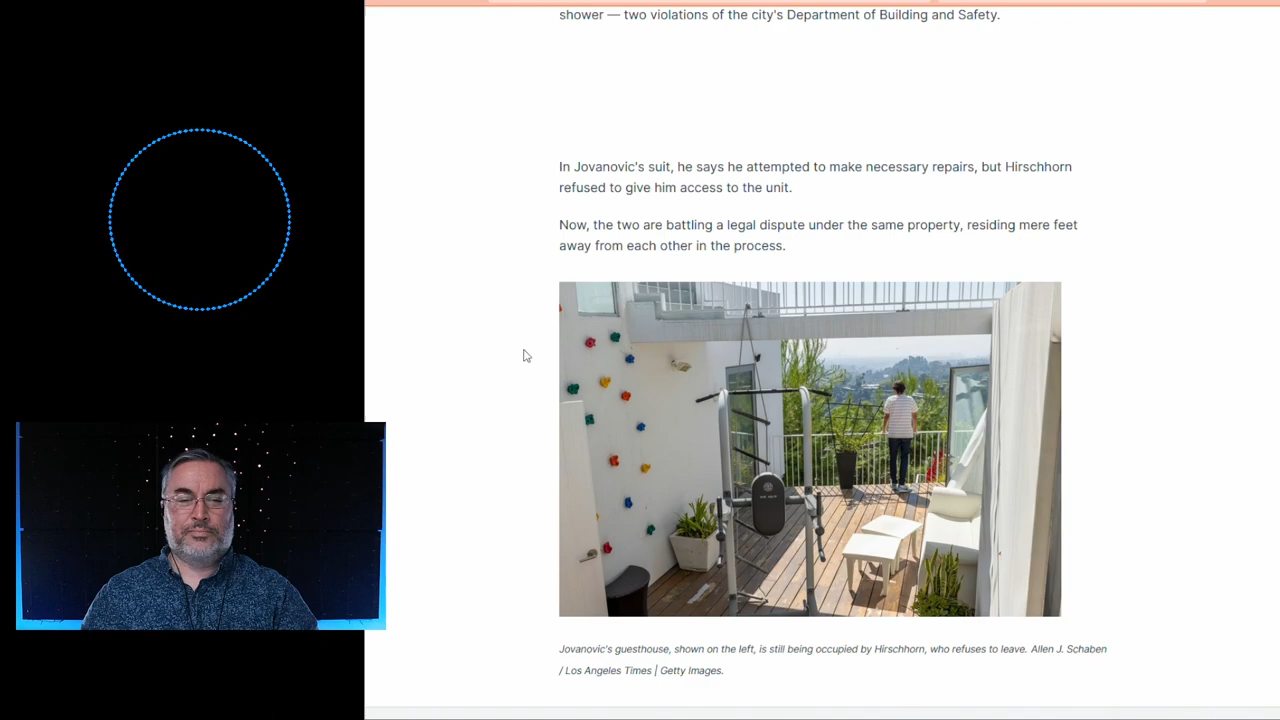 shower — two violations of the city's Department of Building and Safety.
In Jovanovic's suit, he says he attempted to make necessary repairs, but Hirschhorn
refused to give him access to the unit.
Now, the two are battling a legal dispute under the same property, residing mere feet
away from each other in the process.
Jovanovic's guesthouse, shown on the left, is still being occupied by Hirschhorn, who refuses to leave. Allen J. Schaben
/ Los Angeles Times | Getty Images.